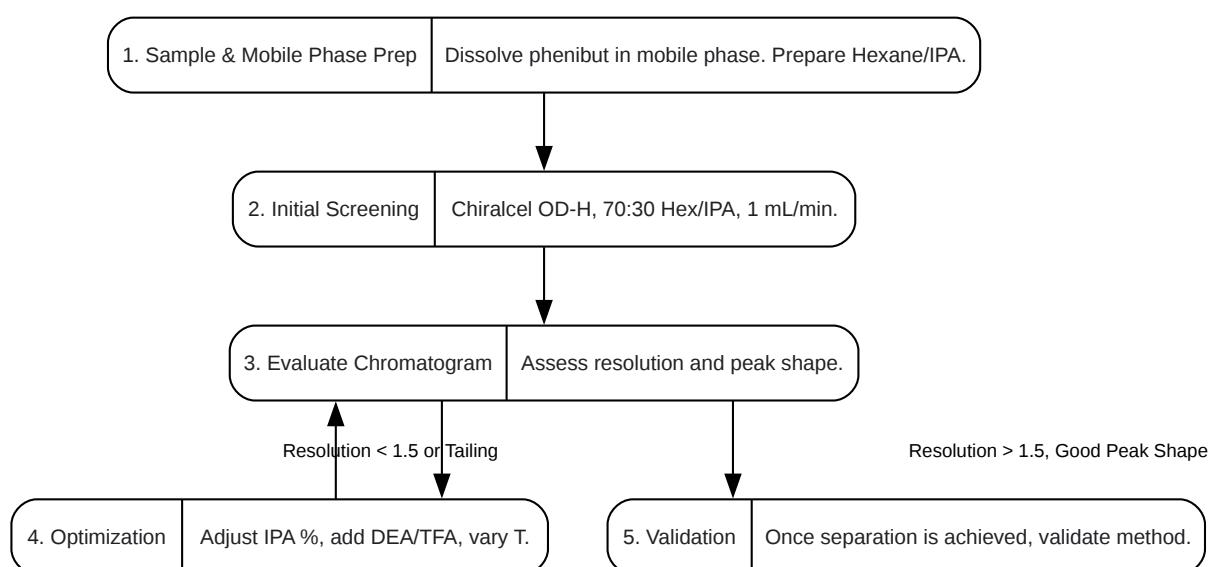 1. Sample & Mobile Phase Prep
Dissolve phenibut in mobile phase. Prepare Hexane/IPA.
2. Initial Screening
Chiralcel OD-H, 70:30 Hex/IPA, 1 mL/min.
3. Evaluate Chromatogram
Assess resolution and peak shape.
Resolution < 1.5 or Tailing
Resolution > 1.5, Good Peak Shape
4. Optimization
Adjust IPA %, add DEA/TFA, vary T.
5. Validation
Once separation is achieved, validate method.